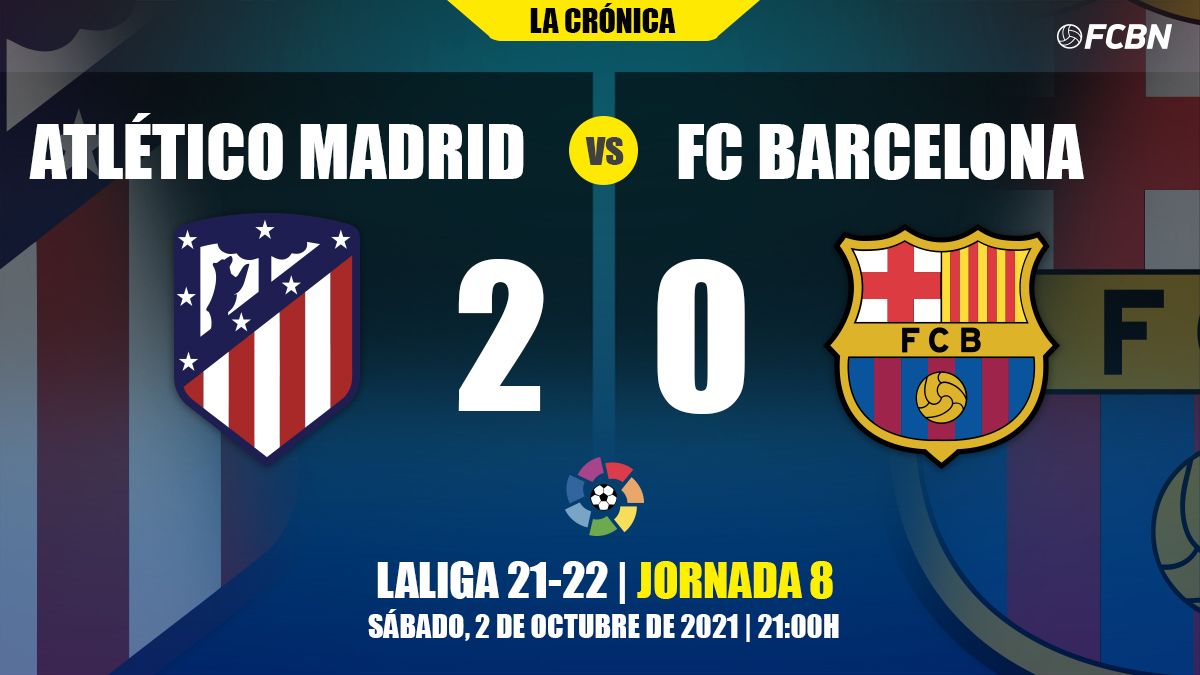 LA CRÓNICA
FCBN
ATLÉTICO MADRID VS FC BARCELONA
2 0
FCB
F
LALIGA 21-22 | JORNADA 8
SÁBADO, 2 DE OCTUBRE DE 2021 | 21:00H